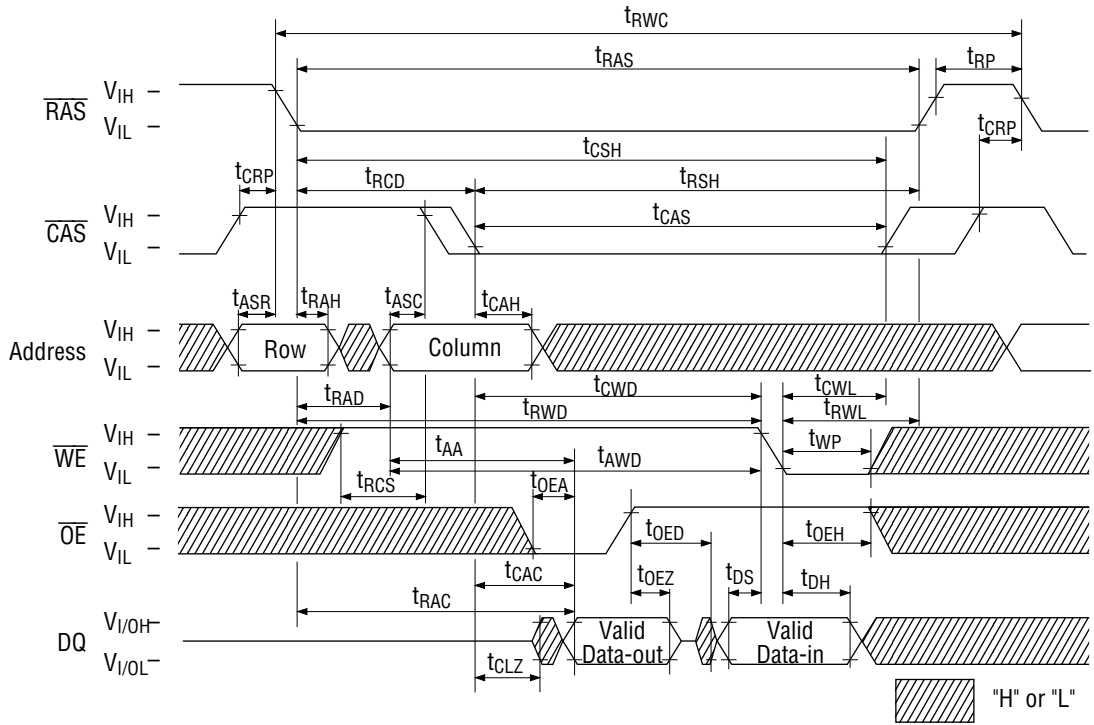 tRWC
tRAS
tRP
RAS
VIH
VIL
tCSH
tCRP
tCRP
tRCD
tRSH
CAS
VIH
VIL
tCAS
tASR
tRAH
tASC
tCAH
Address
VIH
VIL
Row
Column
tCWD
tCWL
tRAD
tRWD
tRWL
WE
VIH
VIL
tAA
tAWD
tWP
tRCS
tOEA
OE
VIH
VIL
tOED
tOEH
tCAC
tOEZ
tDS
tDH
tRAC
DQ
VI/OH
VI/OL
Valid
Data-out
Valid
Data-in
tCLZ
"H" or "L"